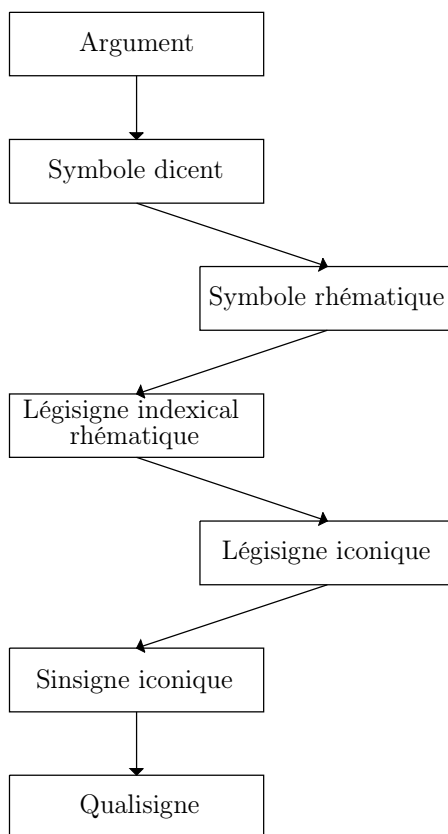 Argument
Symbole dicent
Symbole rhématique
Légisigne indexical
rhématique
Légisigne iconique
Sinsigne iconique
Qualisigne